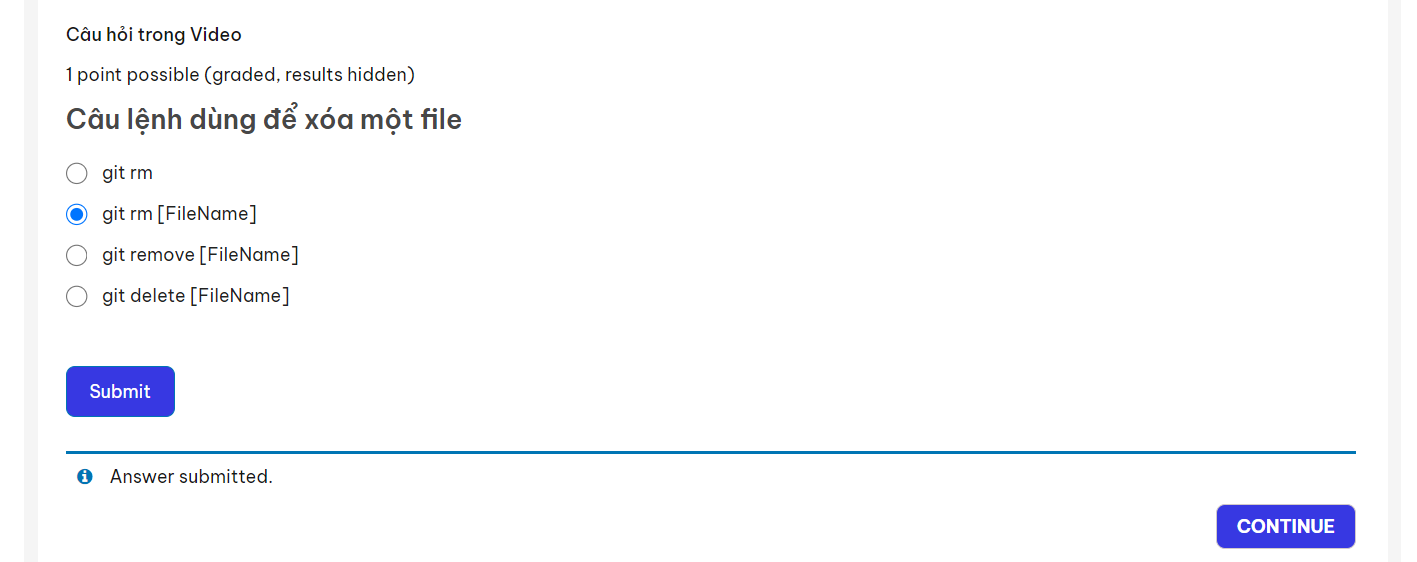 Câu hỏi trong Video
1 point possible (graded, results hidden)
Câu lệnh dùng để xóa một file
git rm
git rm [FileName]
git remove [FileName]
git delete [FileName]
Submit
Answer submitted.
CONTINUE